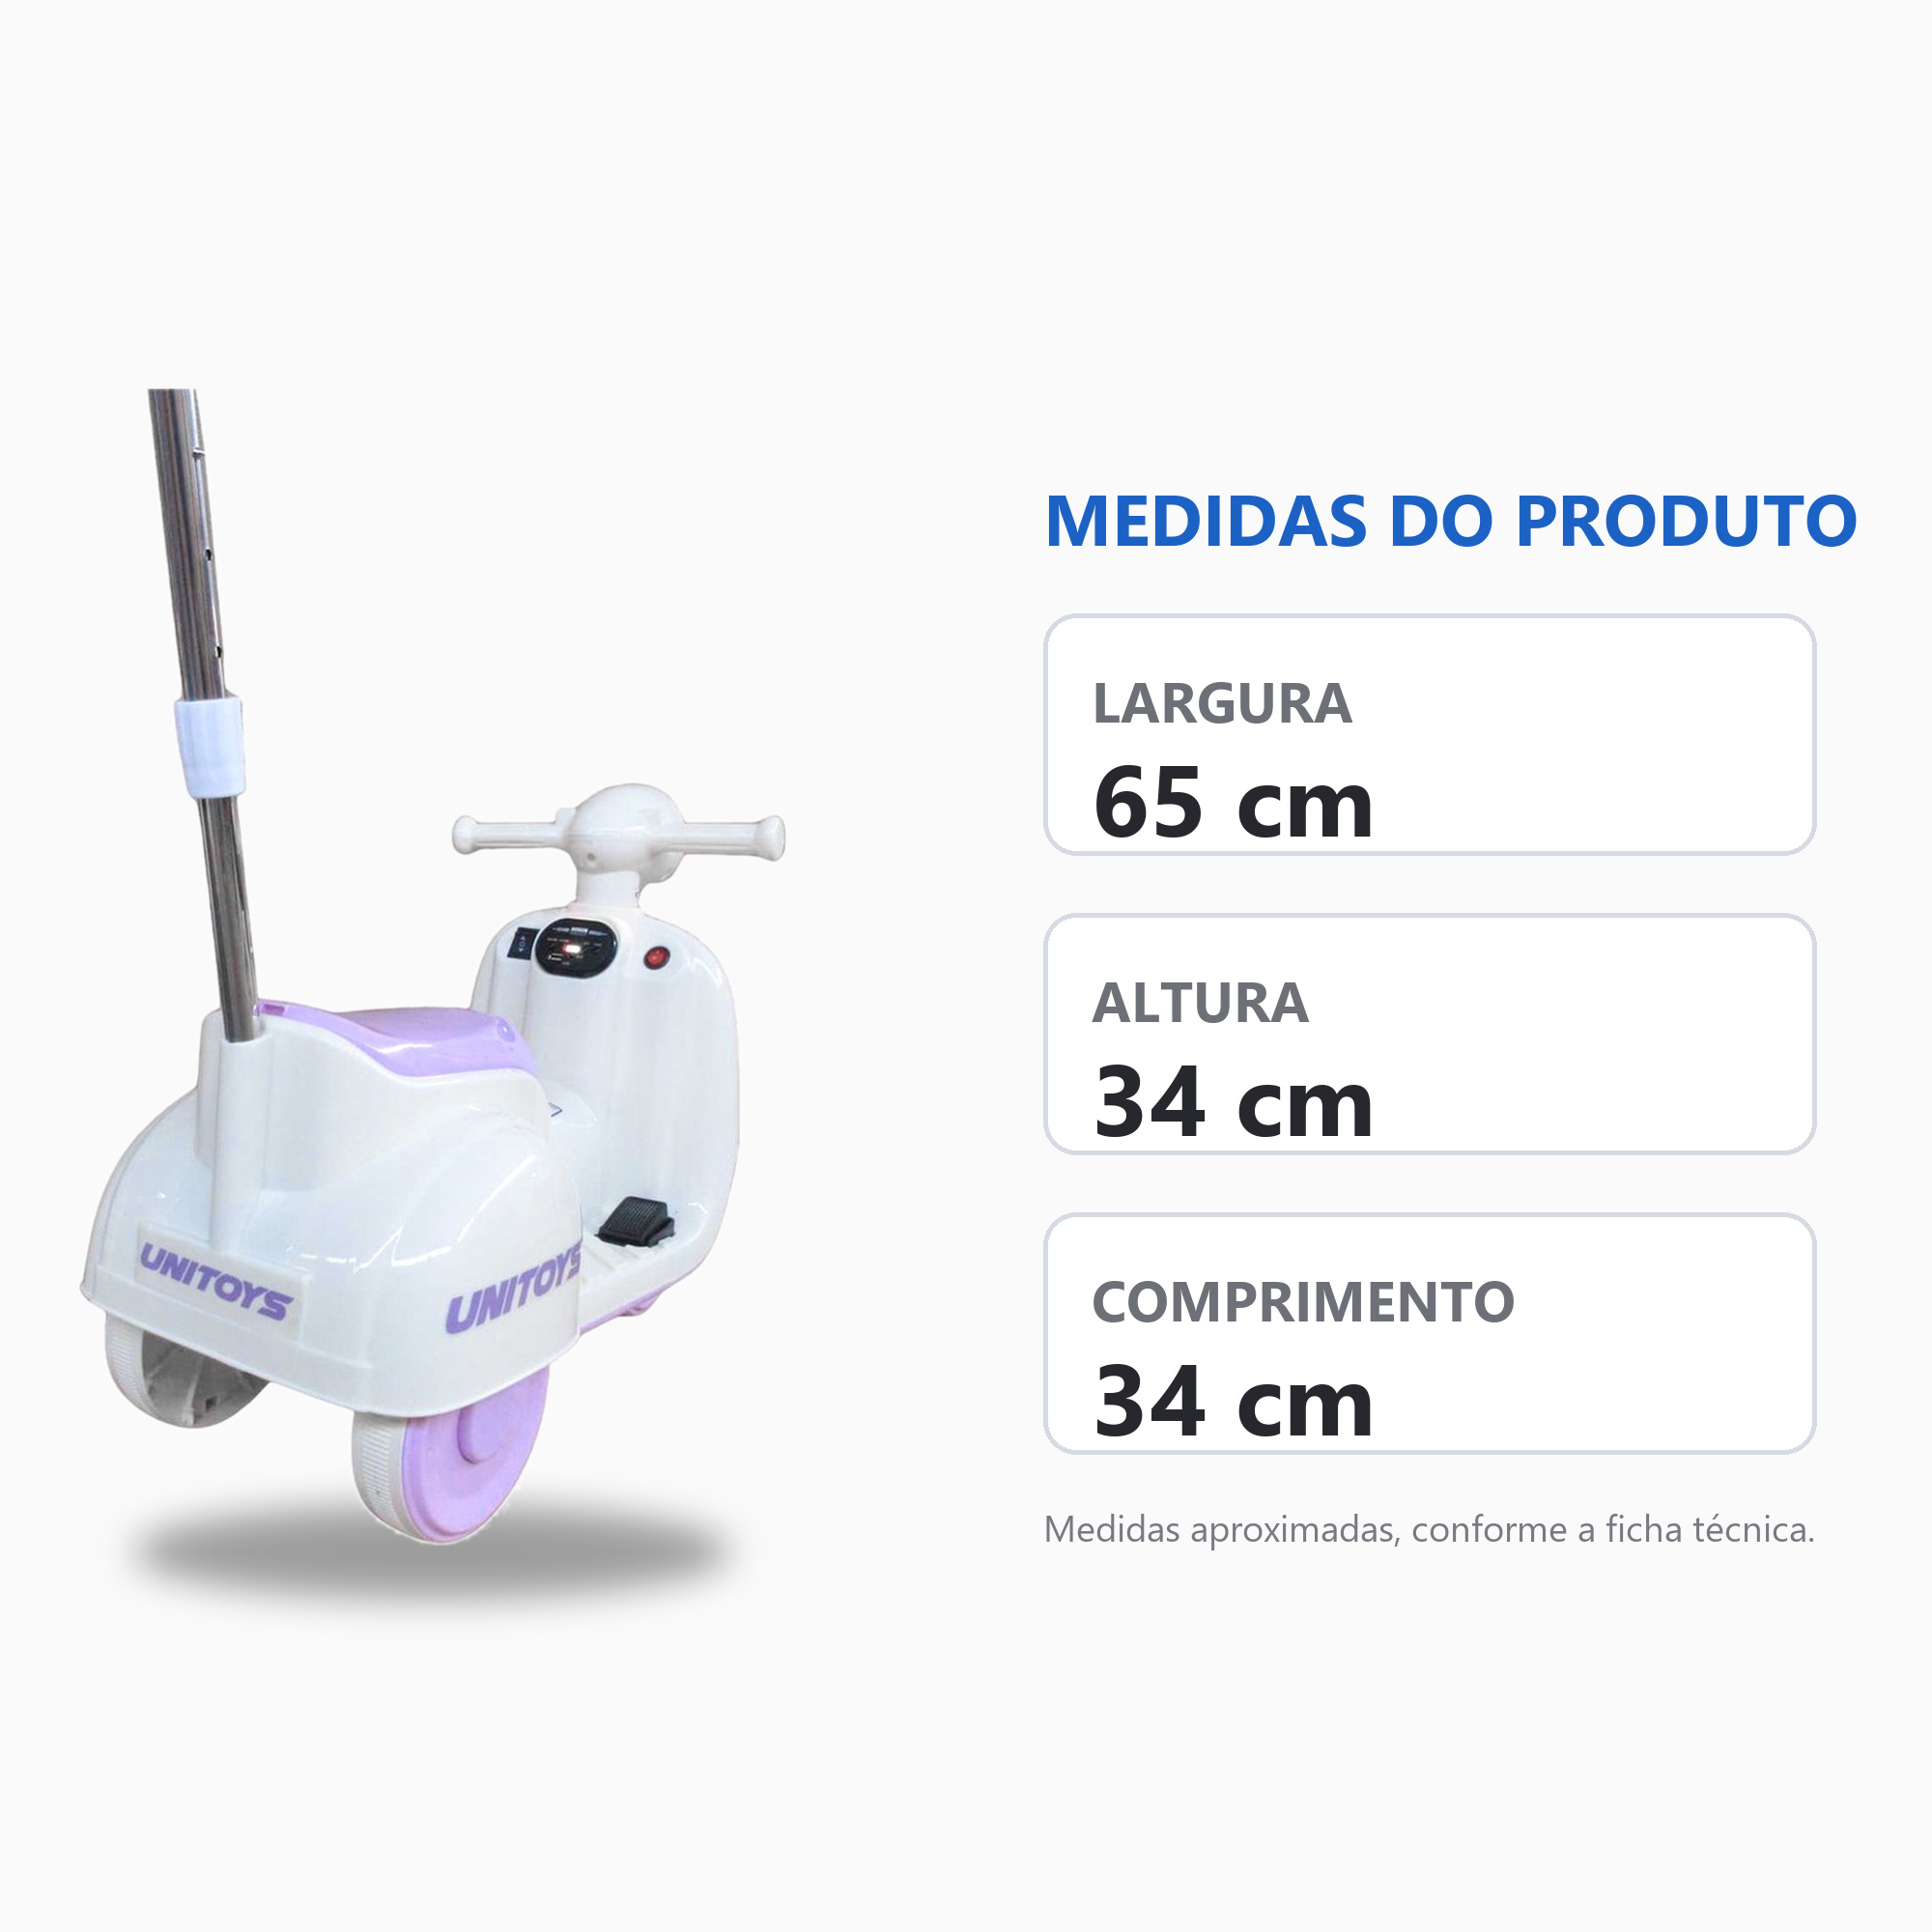 MEDIDAS DO PRODUTO
LARGURA
65 cm
ALTURA
34 cm
COMPRIMENTO
34 cm
Medidas aproximadas, conforme a ficha técnica.
UNITOYS
UNITOYS